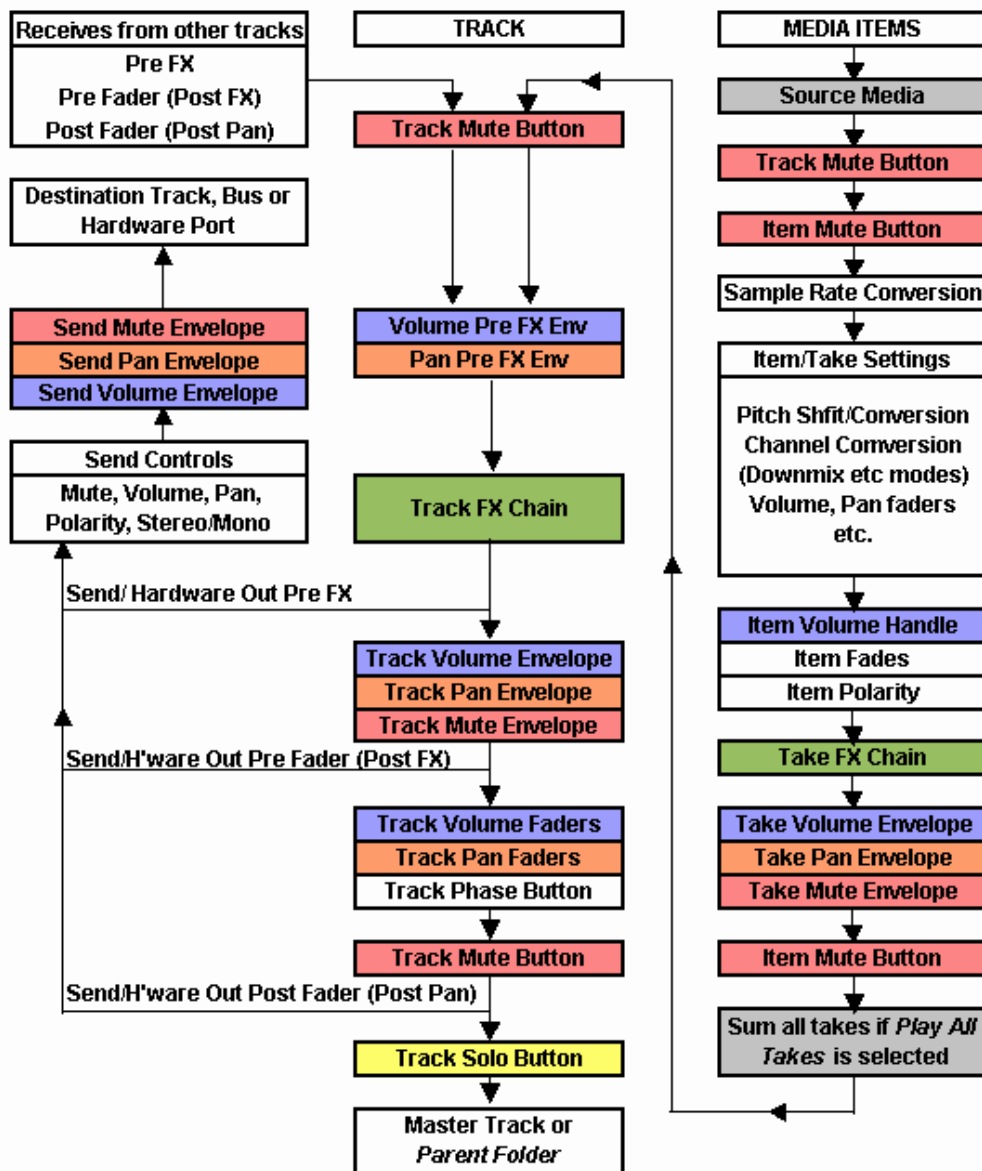 Receives from other tracks
Pre FX
Pre Fader (Post FX)
Post Fader (Post Pan)
Destination Track, Bus or
Hardware Port
Send Mute Envelope
Send Pan Envelope
Send Volume Envelope
Send Controls
Mute, Volume, Pan,
Polarity, Stereo/Mono
Send/ Hardware Out Pre FX
Send/H'ware Out Pre Fader (Post FX)
Send/H'ware Out Post Fader (Post Pan)
TRACK
Track Mute Button
Volume Pre FX Env
Pan Pre FX Env
Track FX Chain
Track Volume Envelope
Track Pan Envelope
Track Mute Envelope
Track Volume Faders
Track Pan Faders
Track Phase Button
Track Mute Button
Track Solo Button
Master Track or
Parent Folder
MEDIA ITEMS
Source Media
Track Mute Button
Item Mute Button
Sample Rate Conversion
Item/Take Settings
Pitch Shfit/Conversion
Channel Comversion
(Downmix etc modes)
Volume, Pan faders
etc.
Item Volume Handle
Item Fades
Item Polarity
Take FX Chain
Take Volume Envelope
Take Pan Envelope
Take Mute Envelope
Item Mute Button
Sum all takes if Play All
Takes is selected